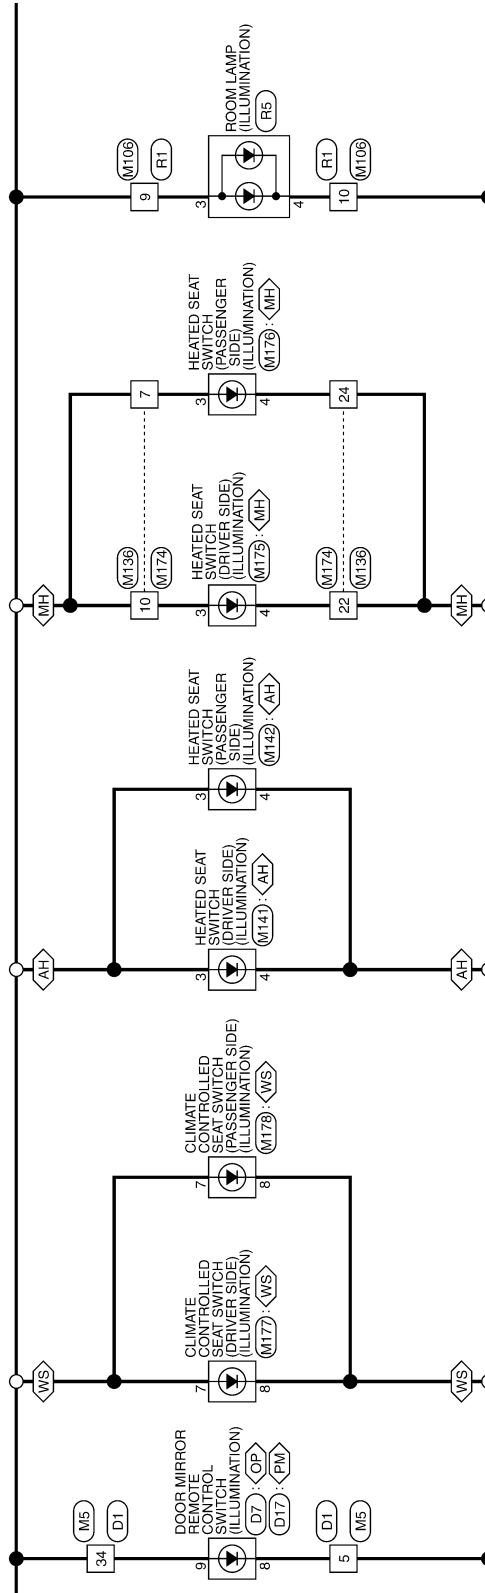 M5
D1
34
9
DOOR MIRROR
REMOTE
CONTROL
SWITCH
(ILLUMINATION)
D7 : OP
D17 : PM
8
5
D1
M5
WS
7
CLIMATE
CONTROLLED
SEAT SWITCH
(DRIVER SIDE)
(ILLUMINATION)
M177 : WS
8
WS
7
CLIMATE
CONTROLLED
SEAT SWITCH
(PASSENGER SIDE)
(ILLUMINATION)
M178 : WS
8
AH
3
HEATED SEAT
SWITCH
(DRIVER SIDE)
(ILLUMINATION)
M141 : AH
4
AH
3
HEATED SEAT
SWITCH
(PASSENGER
SIDE)
(ILLUMINATION)
M142 : AH
4
MH
M136
M174
10
3
HEATED SEAT
SWITCH
(DRIVER SIDE)
(ILLUMINATION)
M175 : MH
4
22
M174
M136
MH
7
3
HEATED SEAT
SWITCH
(PASSENGER
SIDE)
(ILLUMINATION)
M176 : MH
4
24
M106
R1
9
3
ROOM LAMP
(ILLUMINATION)
R5
4
10
R1
M106